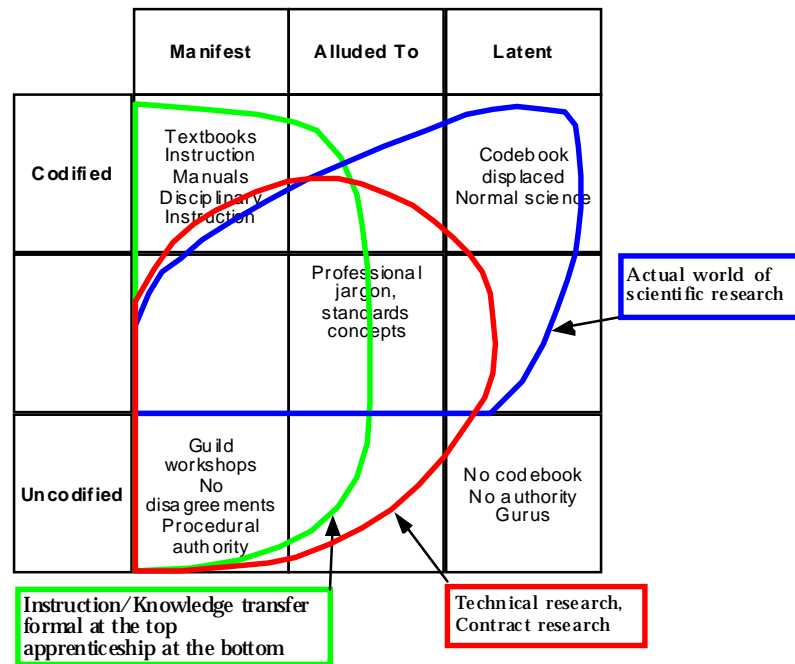 Manifest
Alluded To
Latent
Codified
Textbooks
Instruction
Manuals
Disciplinary
Instruction
Codebook
displaced
Normal science
Professional
jargon,
standards
concepts
Actual world of
scientific research
Uncodified
Guild
workshops
No
disagreements
Procedural
authority
No codebook
No authority
Gurus
Instruction/Knowledge transfer
formal at the top
apprenticeship at the bottom
Technical research,
Contract research